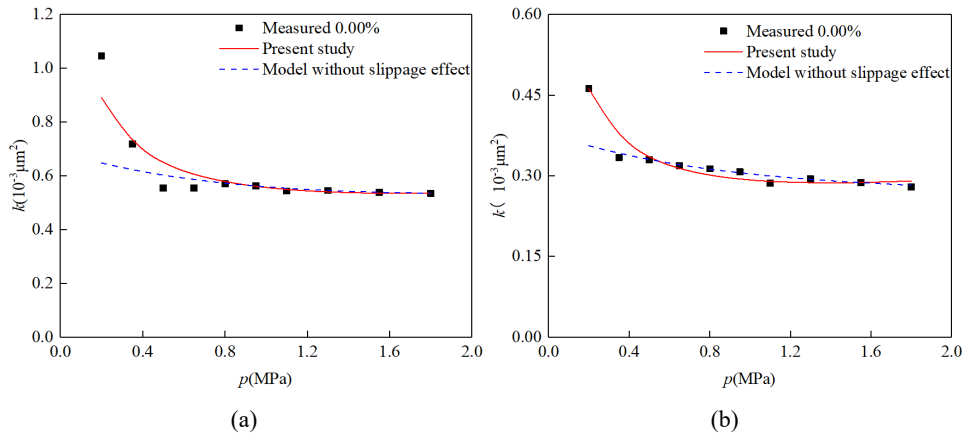 1.2
1.0
0.8
0.6
0.4
0.2
0.0
k(10⁻³μm²)
Measured 0.00%
Present study
Model without slippage effect
0.0 0.4 0.8 1.2 1.6 2.0
p(MPa)
(a)
0.60
0.45
0.30
0.15
0.00
k( 10⁻³μm²)
Measured 0.00%
Present study
Model without slippage effect
0.0 0.4 0.8 1.2 1.6 2.0
p(MPa)
(b)